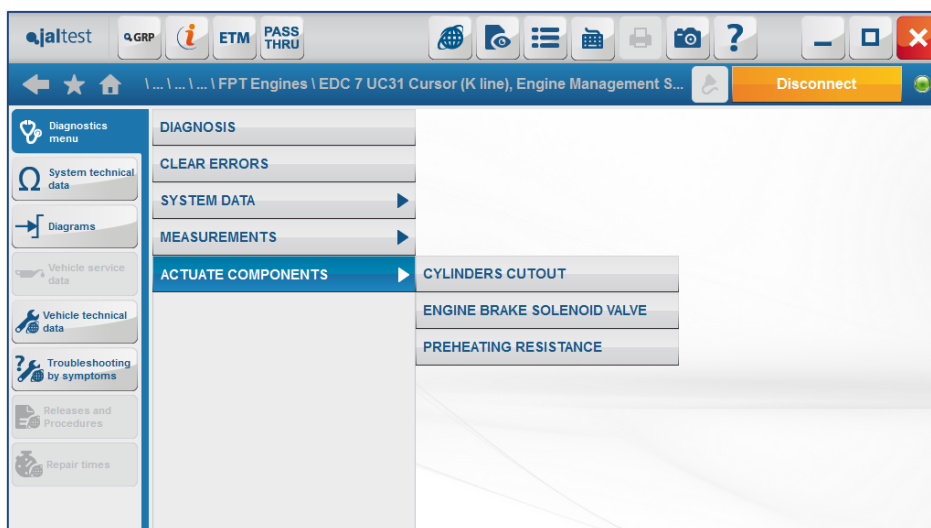 jaltest
GRP
i
ETM
PASS
THRU
?
\ ... \ ... \ ... \ FPT Engines \ EDC 7 UC31 Cursor (K line), Engine Management S...
Disconnect
Diagnostics
menu
System technical
data
Diagrams
Vehicle service
data
Vehicle technical
data
Troubleshooting
by symptoms
Releases and
Procedures
Repair times
DIAGNOSIS
CLEAR ERRORS
SYSTEM DATA
MEASUREMENTS
ACTUATE COMPONENTS
CYLINDERS CUTOUT
ENGINE BRAKE SOLENOID VALVE
PREHEATING RESISTANCE